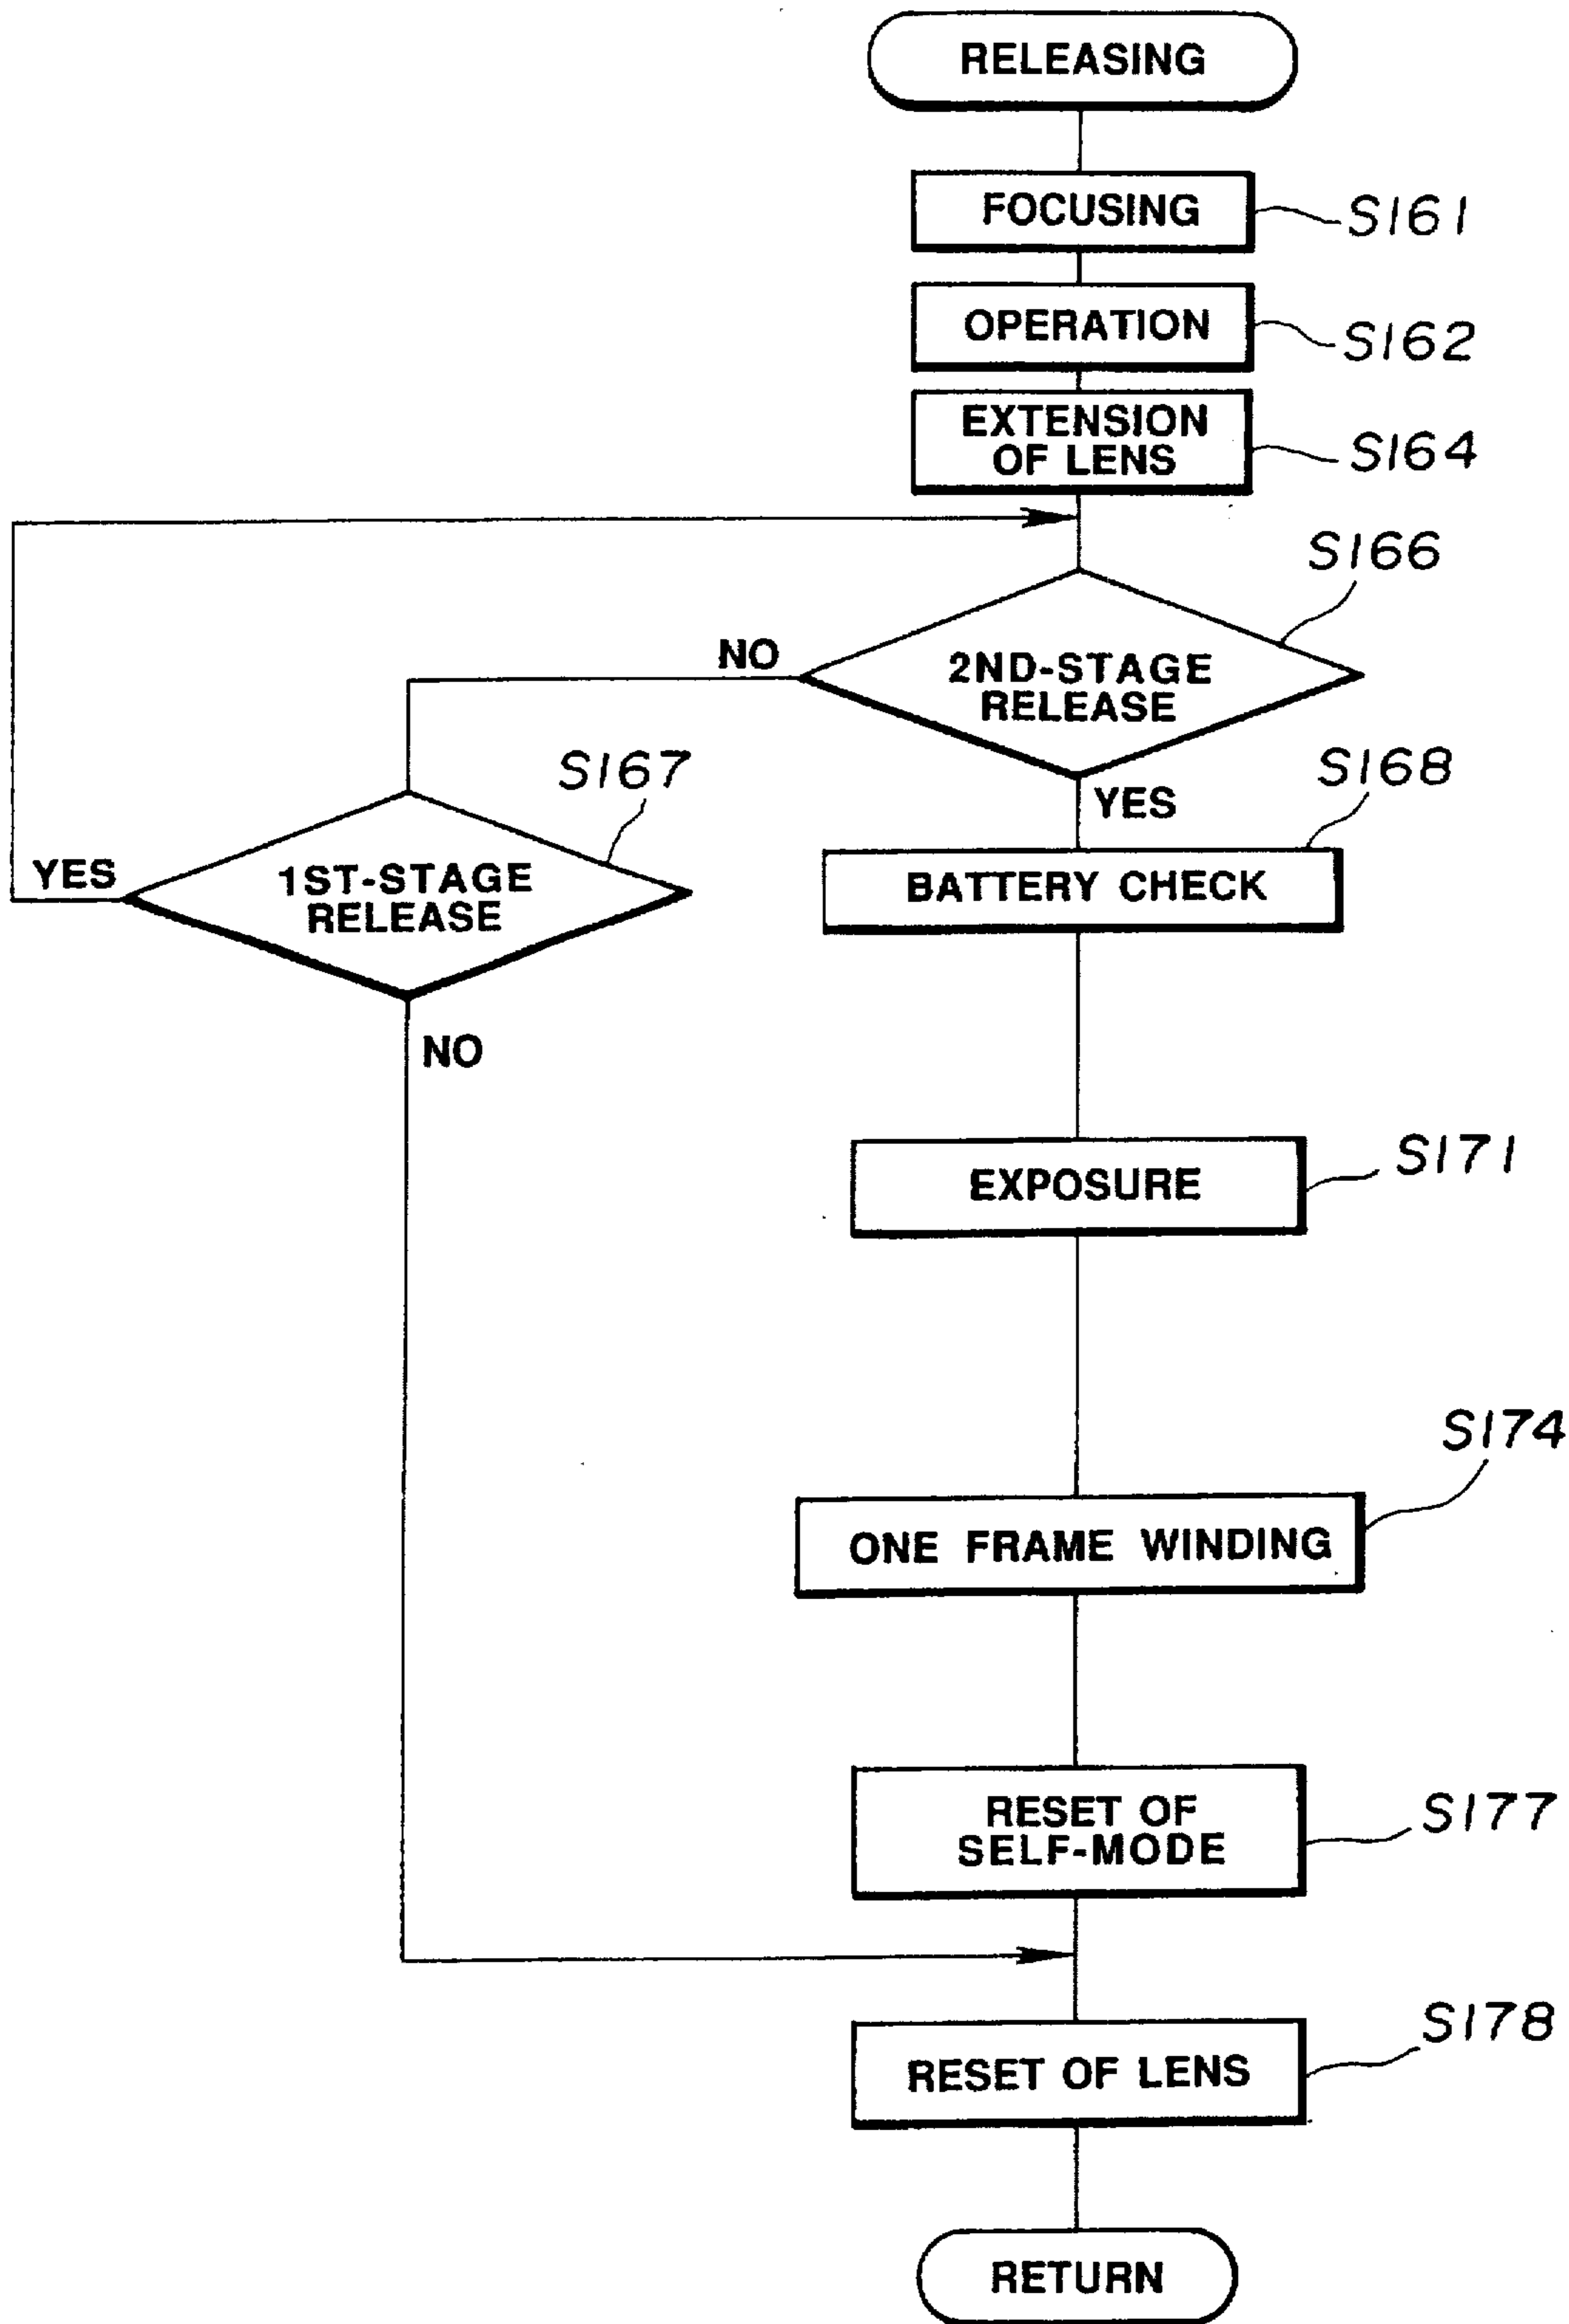 RELEASING
FOCUSING
S161
OPERATION
S162
EXTENSION
OF LENS
S164
S166
NO
2ND-STAGE
RELEASE
S167
S168
YES
YES
1ST-STAGE
RELEASE
BATTERY CHECK
NO
EXPOSURE
S171
S174
ONE FRAME WINDING
RESET OF
SELF-MODE
S177
S178
RESET OF LENS
RETURN